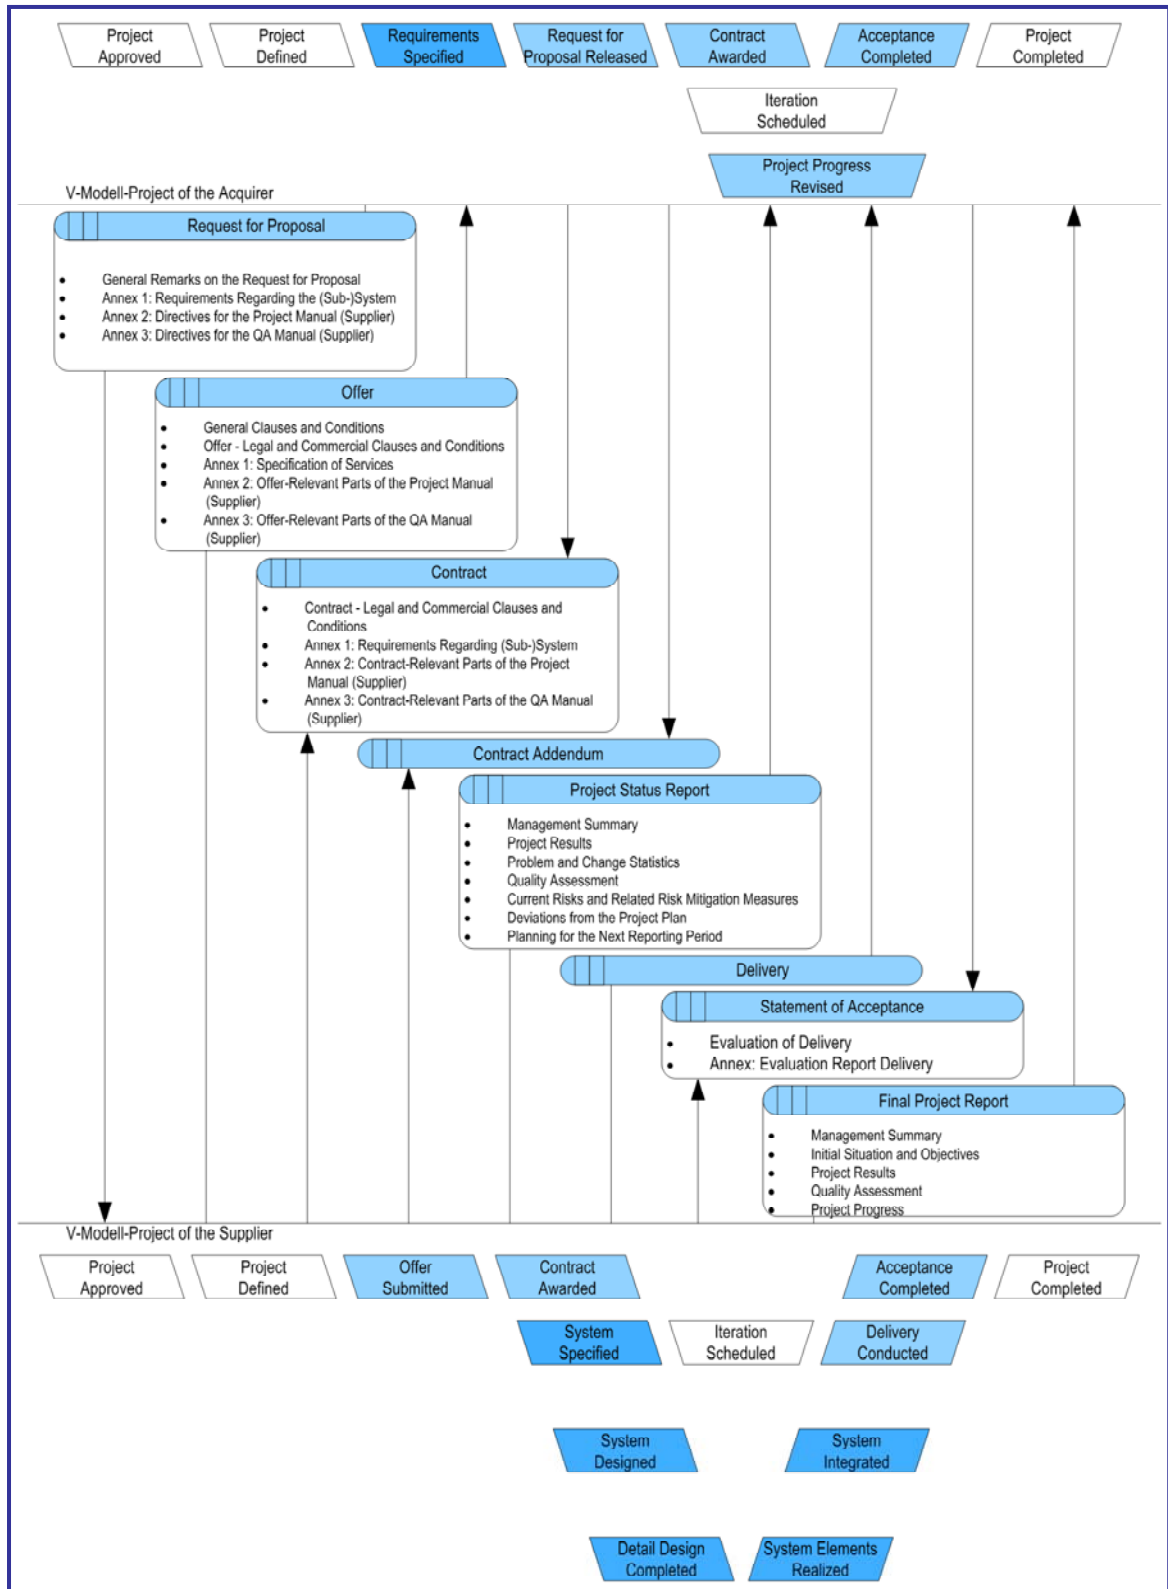 Project
Approved
Project
Defined
Requirements
Specified
Request for
Proposal Released
Contract
Awarded
Acceptance
Completed
Project
Completed
Iteration
Scheduled
Project Progress
Revised
V-Modell-Project of the Acquirer
Request for Proposal
• General Remarks on the Request for Proposal
• Annex 1: Requirements Regarding the (Sub-)System
• Annex 2: Directives for the Project Manual (Supplier)
• Annex 3: Directives for the QA Manual (Supplier)
Offer
• General Clauses and Conditions
• Offer - Legal and Commercial Clauses and Conditions
• Annex 1: Specification of Services
• Annex 2: Offer-Relevant Parts of the Project Manual
(Supplier)
• Annex 3: Offer-Relevant Parts of the QA Manual
(Supplier)
Contract
• Contract - Legal and Commercial Clauses and
Conditions
• Annex 1: Requirements Regarding (Sub-)System
• Annex 2: Contract-Relevant Parts of the Project
Manual (Supplier)
• Annex 3: Contract-Relevant Parts of the QA Manual
(Supplier)
Contract Addendum
Project Status Report
• Management Summary
• Project Results
• Problem and Change Statistics
• Quality Assessment
• Current Risks and Related Risk Mitigation Measures
• Deviations from the Project Plan
• Planning for the Next Reporting Period
Delivery
Statement of Acceptance
• Evaluation of Delivery
• Annex: Evaluation Report Delivery
Final Project Report
• Management Summary
• Initial Situation and Objectives
• Project Results
• Quality Assessment
• Project Progress
V-Modell-Project of the Supplier
Project
Approved
Project
Defined
Offer
Submitted
Contract
Awarded
Acceptance
Completed
Project
Completed
System
Specified
Iteration
Scheduled
Delivery
Conducted
System
Designed
System
Integrated
Detail Design
Completed
System Elements
Realized